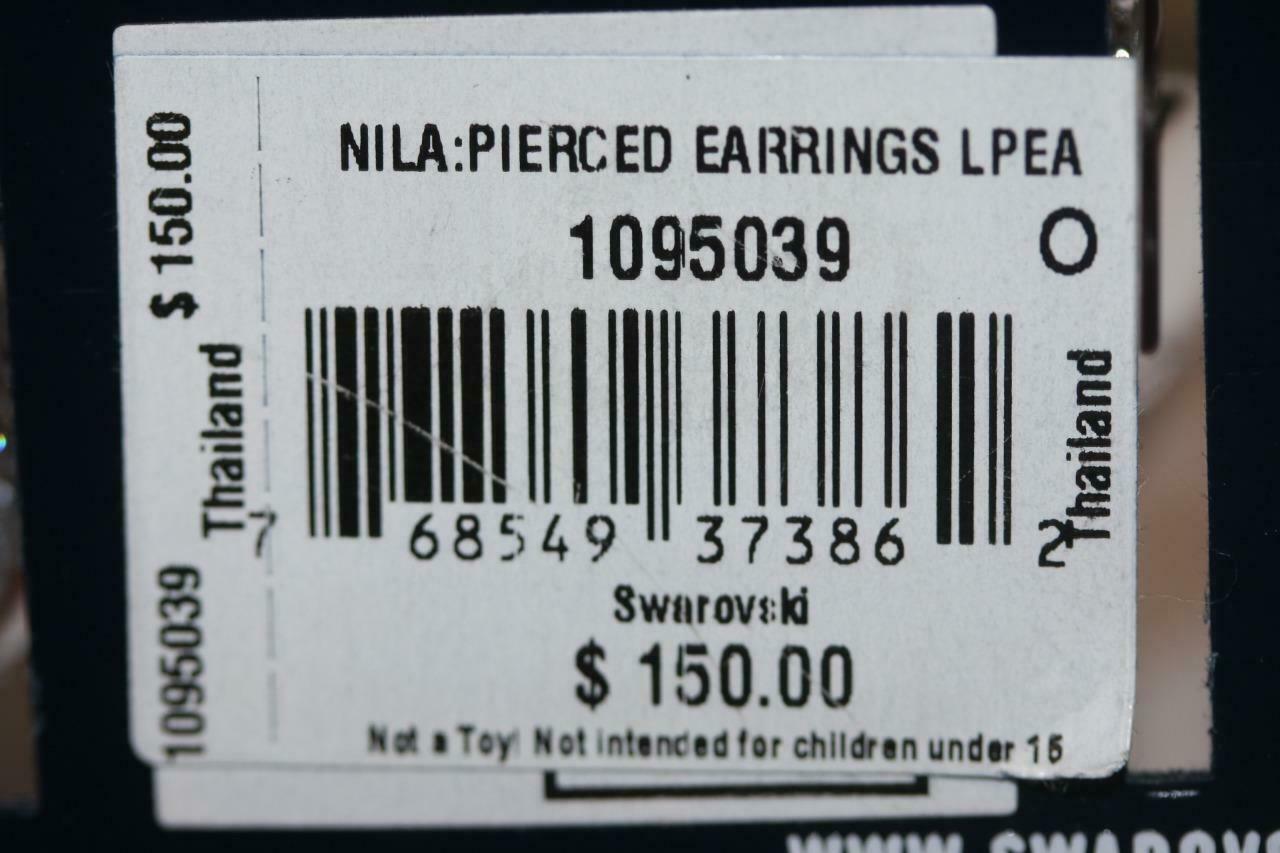 $ 150.00
Thailand
1095039
NILA:PIERCED EARRINGS LPEA
1095039 O
7 68549 37386 2
Thailand
Swarovski
$ 150.00
Not a Toy! Not intended for children under 15